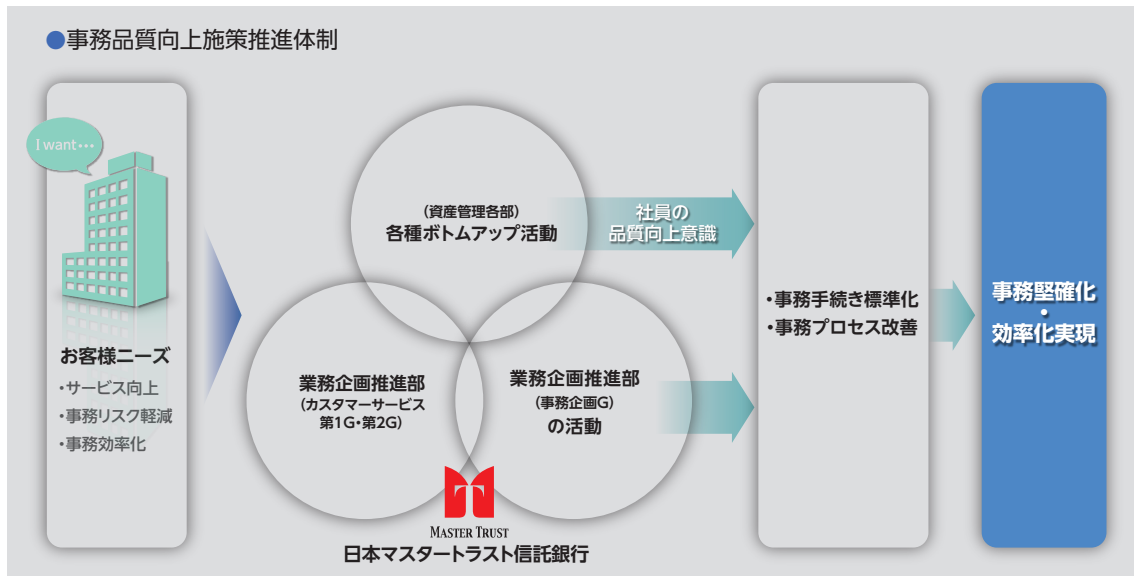 ●事務品質向上施策推進体制
I want･･･
お客様ニーズ
・サービス向上
・事務リスク軽減
・事務効率化
（資産管理各部）
各種ボトムアップ活動
業務企画推進部
（カスタマーサービス
第1G・第2G）
業務企画推進部
（事務企画G）
の活動
MASTER TRUST
日本マスタートラスト信託銀行
社員の
品質向上意識
・事務手続き標準化
・事務プロセス改善
事務堅確化
・
効率化実現